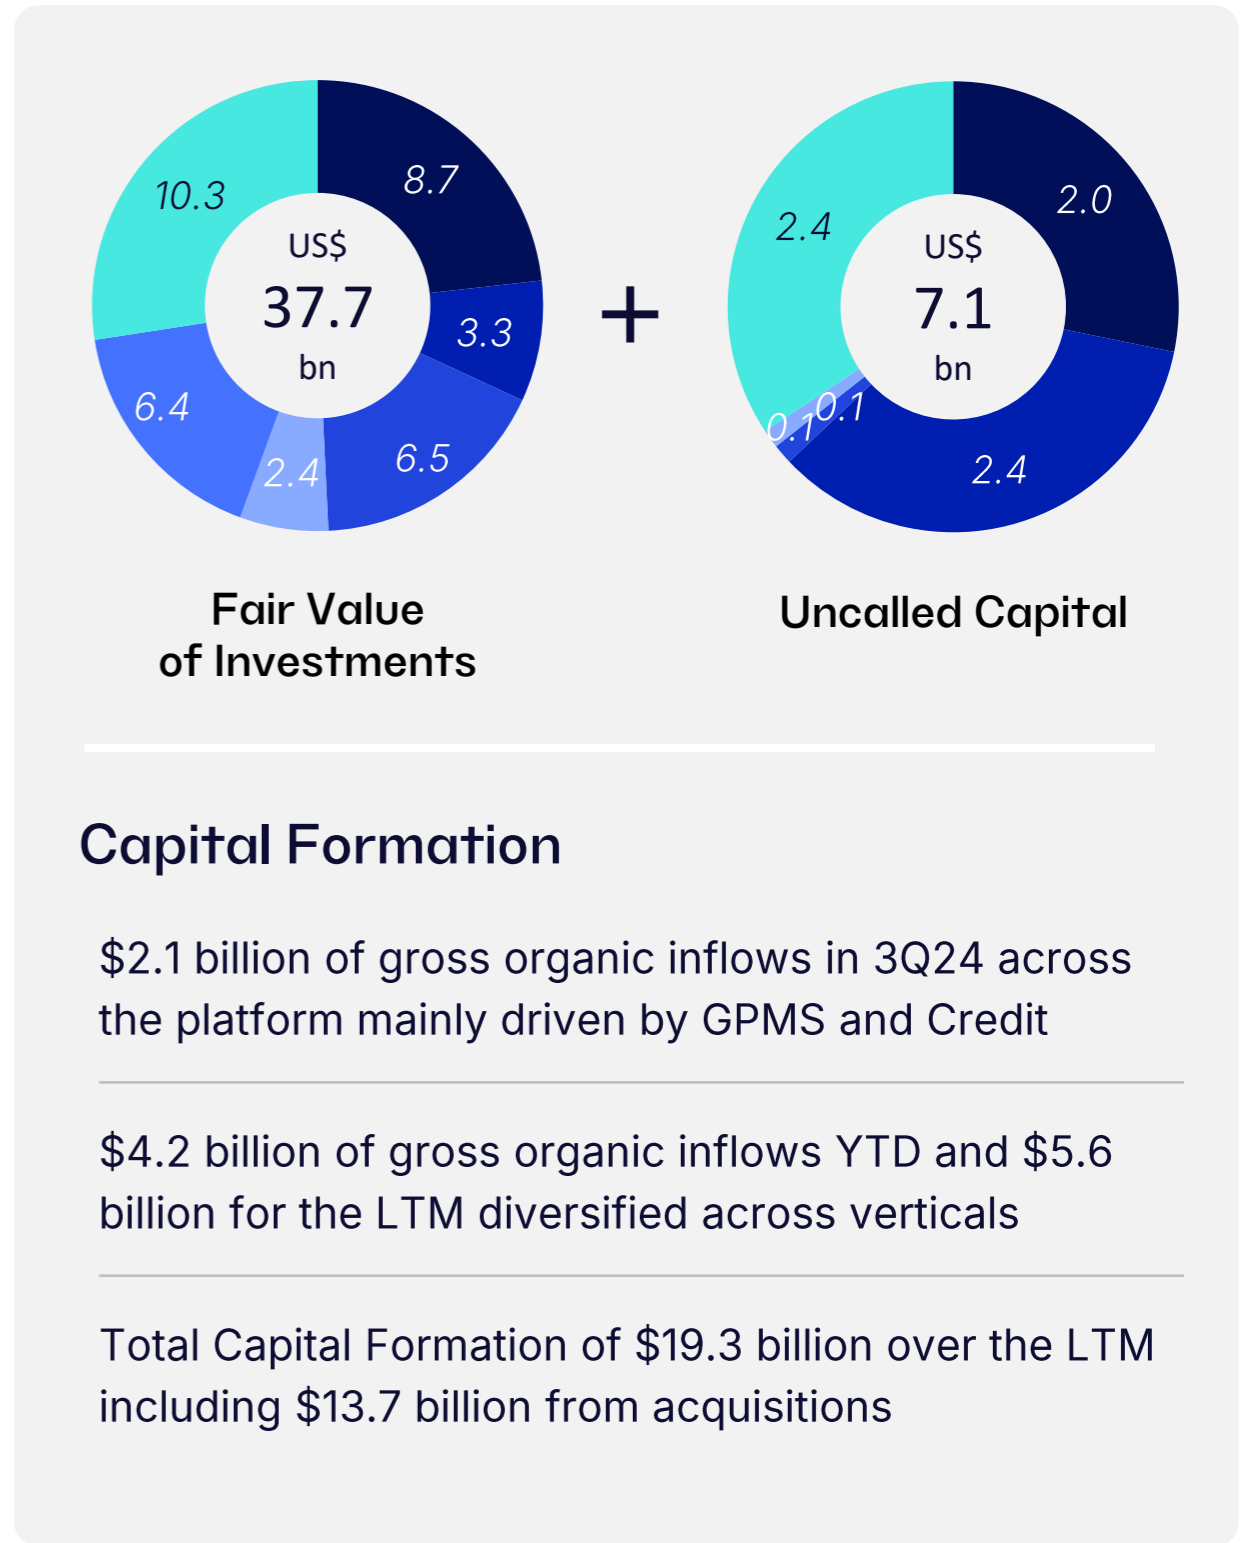 10.3
8.7
3.3
6.5
2.4
6.4
US$
37.7
bn
+
2.4
2.0
2.4
0.1
0.1
US$
7.1
bn
Fair Value
of Investments
Uncalled Capital
Capital Formation
$2.1 billion of gross organic inflows in 3Q24 across
the platform mainly driven by GPMS and Credit
$4.2 billion of gross organic inflows YTD and $5.6
billion for the LTM diversified across verticals
Total Capital Formation of $19.3 billion over the LTM
including $13.7 billion from acquisitions